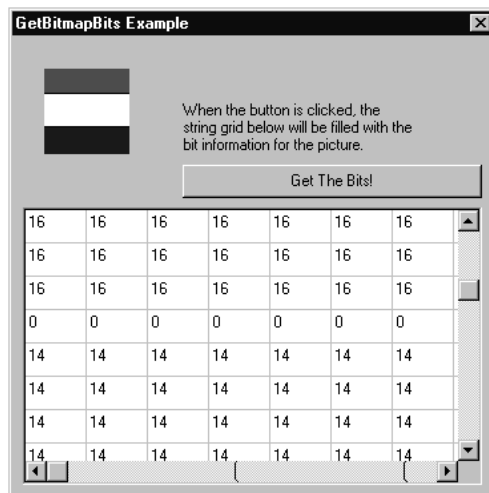 GetBitmapBits Example
When the button is clicked, the
string grid below will be filled with the
bit information for the picture.
Get The Bits!
16 16 16 16 16 16 16
16 16 16 16 16 16 16
16 16 16 16 16 16 16
0 0 0 0 0 0 0
14 14 14 14 14 14 14
14 14 14 14 14 14 14
14 14 14 14 14 14 14
14 14 14 14 14 14 14